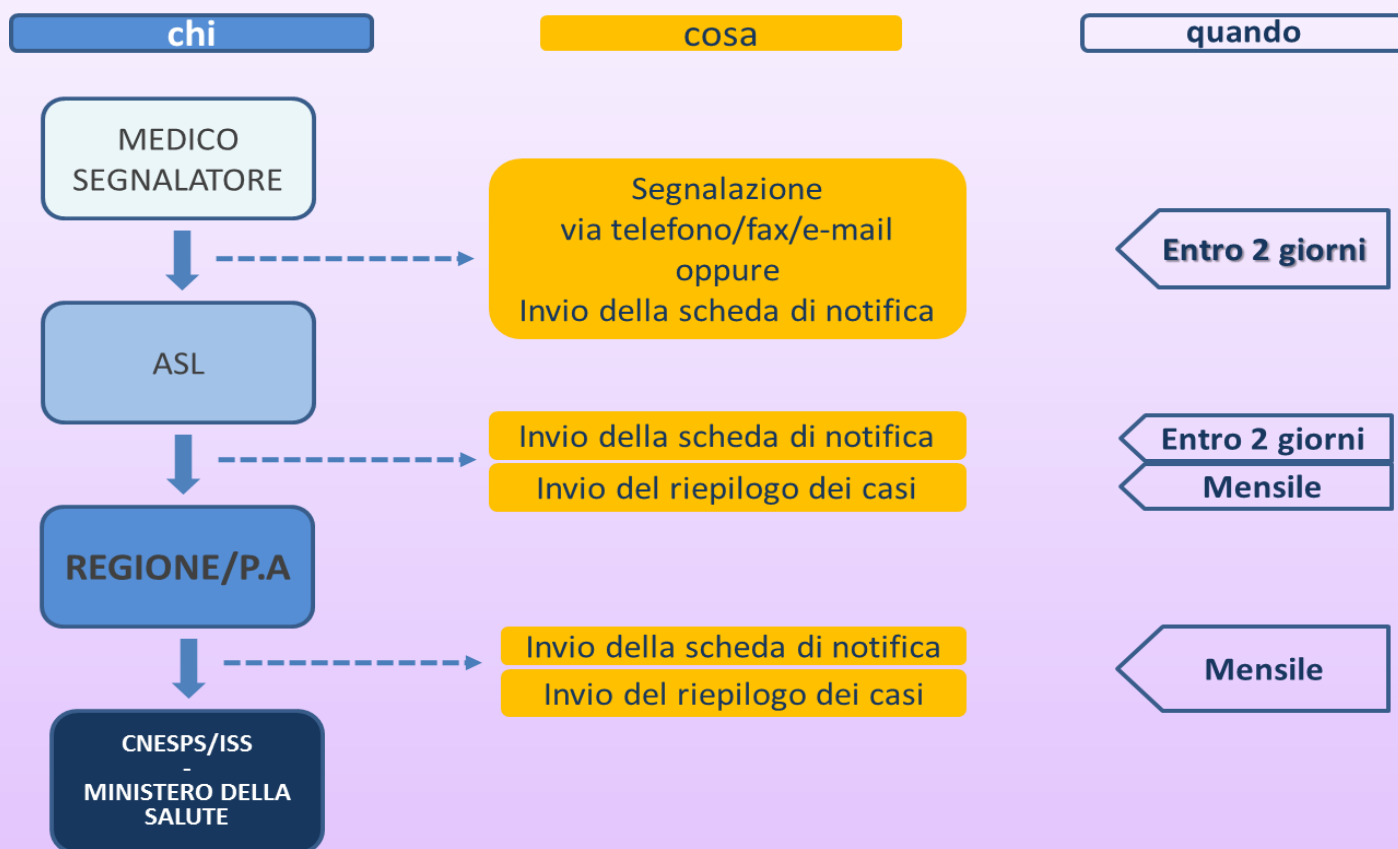 chi
cosa
quando
MEDICO
SEGNALATORE
Segnalazione
via telefono/fax/e-mail
oppure
Invio della scheda di notifica
Entro 2 giorni
ASL
Invio della scheda di notifica
Entro 2 giorni
Invio del riepilogo dei casi
Mensile
REGIONE/P.A
Invio della scheda di notifica
Invio del riepilogo dei casi
Mensile
CNESPS/ISS
-
MINISTERO DELLA
SALUTE